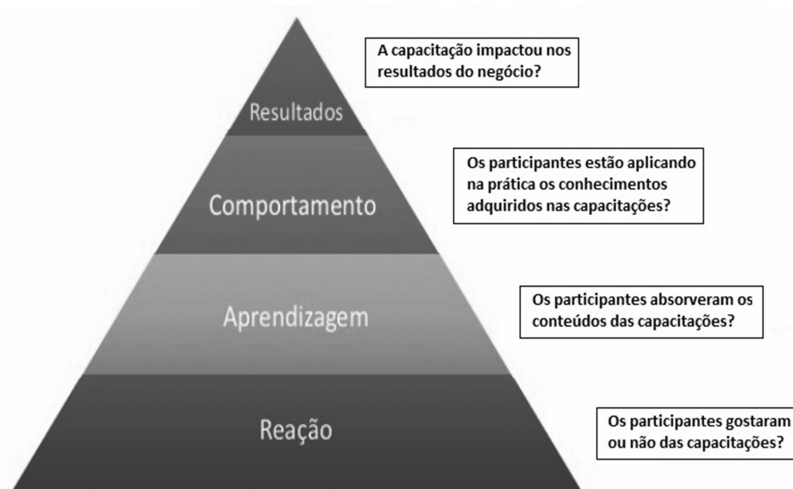 A capacitação impactou nos
resultados do negócio?
Resultados
Os participantes estão aplicando
na prática os conhecimentos
adquiridos nas capacitações?
Comportamento
Os participantes absorveram os
conteúdos das capacitações?
Aprendizagem
Os participantes gostaram
ou não das capacitações?
Reação